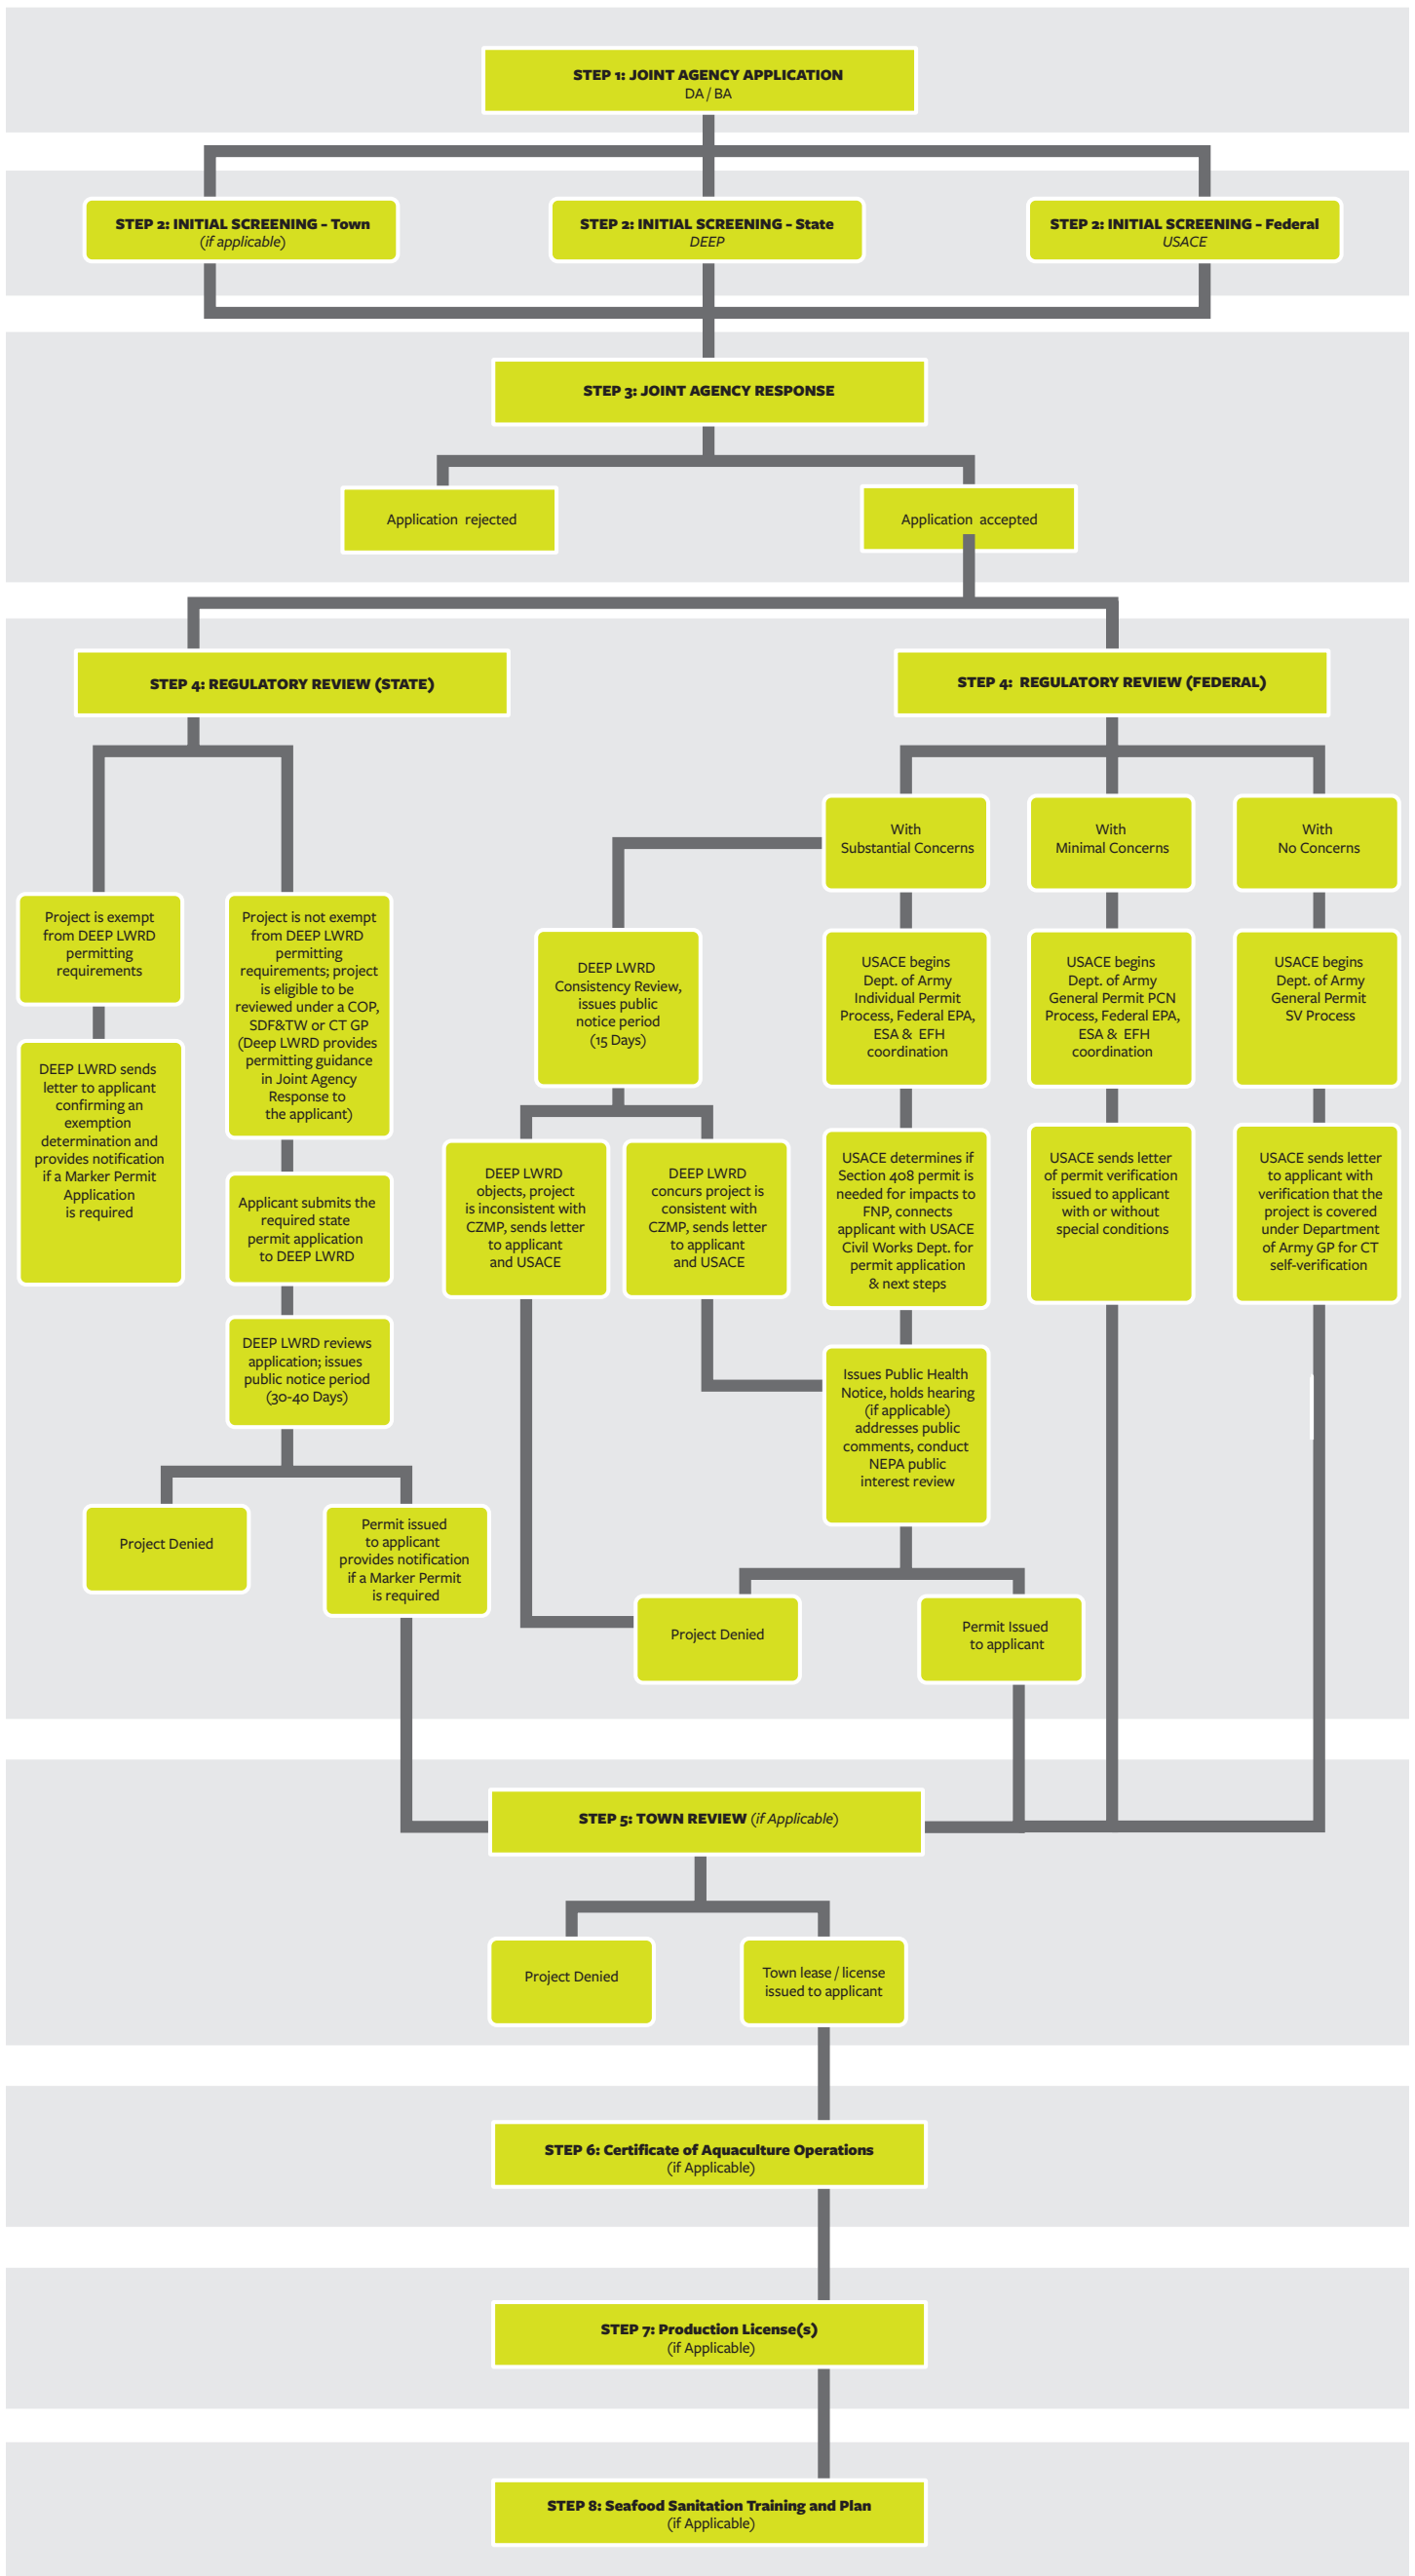 STEP 1: JOINT AGENCY APPLICATION
DA / BA
STEP 2: INITIAL SCREENING - Town
(if applicable)
STEP 2: INITIAL SCREENING - State
DEEP
STEP 2: INITIAL SCREENING - Federal
USACE
STEP 3: JOINT AGENCY RESPONSE
Application rejected
Application accepted
STEP 4: REGULATORY REVIEW (STATE)
STEP 4: REGULATORY REVIEW (FEDERAL)
Project is exempt
from DEEP LWRD
permitting
requirements
DEEP LWRD sends
letter to applicant
confirming an
exemption
determination and
provides notification
if a Marker Permit
Application
is required
Project is not exempt
from DEEP LWRD
permitting
requirements; project
is eligible to be
reviewed under a COP,
SDF&TW or CT GP
(Deep LWRD provides
permitting guidance
in Joint Agency
Response to
the applicant)
Applicant submits the
required state
permit application
to DEEP LWRD
DEEP LWRD reviews
application; issues
public notice period
(30-40 Days)
Project Denied
Permit issued
to applicant
provides notification
if a Marker Permit
is required
With
Substantial Concerns
With
Minimal Concerns
With
No Concerns
DEEP LWRD
Consistency Review,
issues public
notice period
(15 Days)
DEEP LWRD
objects, project
is inconsistent with
CZMP, sends letter
to applicant
and USACE
DEEP LWRD
concurs project is
consistent with
CZMP, sends letter
to applicant
and USACE
USACE begins
Dept. of Army
Individual Permit
Process, Federal EPA,
ESA & EFH
coordination
USACE determines if
Section 408 permit is
needed for impacts to
FNP, connects
applicant with USACE
Civil Works Dept. for
permit application
& next steps
Issues Public Health
Notice, holds hearing
(if applicable)
addresses public
comments, conduct
NEPA public
interest review
Project Denied
Permit Issued
to applicant
USACE begins
Dept. of Army
General Permit PCN
Process, Federal EPA,
ESA & EFH
coordination
USACE sends letter
of permit verification
issued to applicant
with or without
special conditions
USACE begins
Dept. of Army
General Permit
SV Process
USACE sends letter
to applicant with
verification that the
project is covered
under Department
of Army GP for CT
self-verification
STEP 5: TOWN REVIEW (if Applicable)
Project Denied
Town lease / license
issued to applicant
STEP 6: Certificate of Aquaculture Operations
(if Applicable)
STEP 7: Production License(s)
(if Applicable)
STEP 8: Seafood Sanitation Training and Plan
(if Applicable)